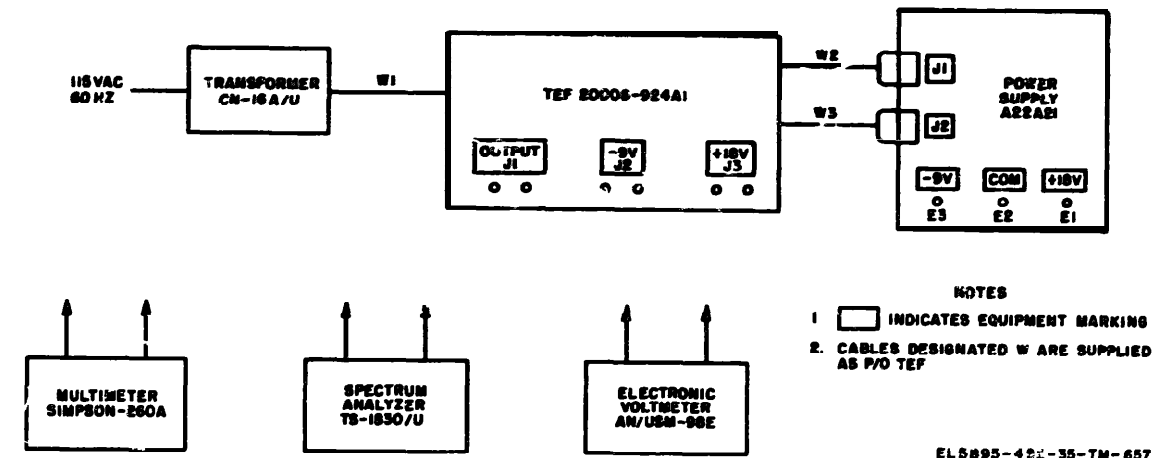 115VAC
60 HZ
TRANSFORMER
CN-16A/U
W1
TEF 20006-924A1
OUTPUT
J1
-9V
J2
+18V
J3
W2
W3
J1
J2
POWER
SUPPLY
A22A21
-9V
COM
+18V
E3
E2
E1
MULTIMETER
SIMPSON-260A
SPECTRUM
ANALYZER
TS-1830/U
ELECTRONIC
VOLTMETER
AN/USM-98E
NOTES
1 INDICATES EQUIPMENT MARKING
2. CABLES DESIGNATED W ARE SUPPLIED
AS P/O TEF